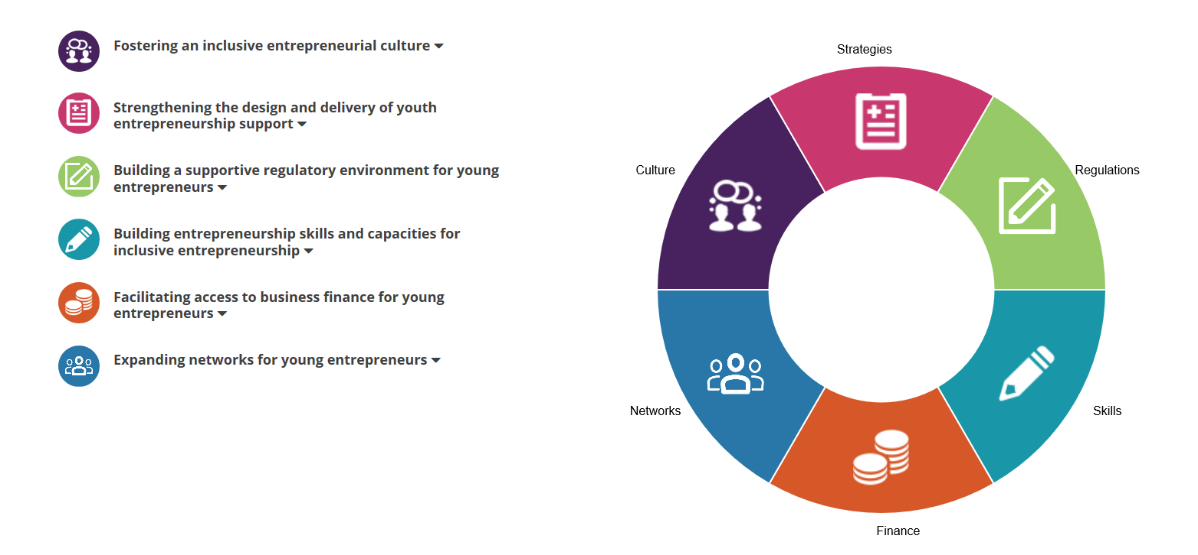 Fostering an inclusive entrepreneurial culture
Strengthening the design and delivery of youth
entrepreneurship support
Building a supportive regulatory environment for young
entrepreneurs
Building entrepreneurship skills and capacities for
inclusive entrepreneurship
Facilitating access to business finance for young
entrepreneurs
Expanding networks for young entrepreneurs
Strategies
Culture
Regulations
Networks
Skills
Finance